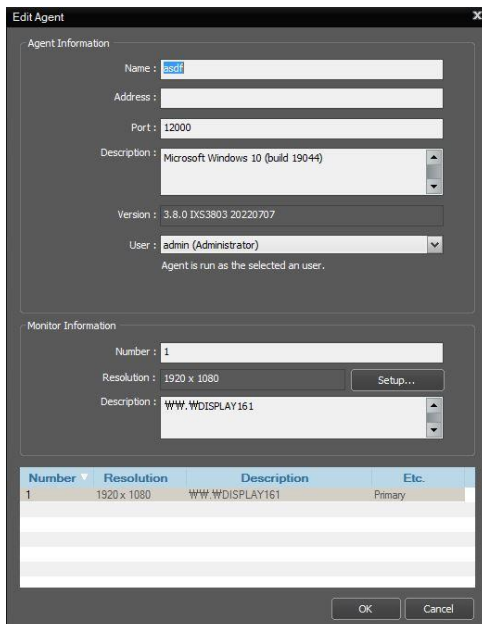 Edit Agent
X
Agent Information
Name : asdf
Address :
Port : 12000
Description : Microsoft Windows 10 (build 19044)
Version : 3.8.0 IXS3803 20220707
User : admin (Administrator)
Agent is run as the selected an user.
Monitor Information
Number : 1
Resolution : 1920 x 1080 Setup...
Description : ₩₩.₩DISPLAY161
Number Resolution Description Etc.
1 1920 x 1080 ₩₩.₩DISPLAY161 Primary
OK Cancel